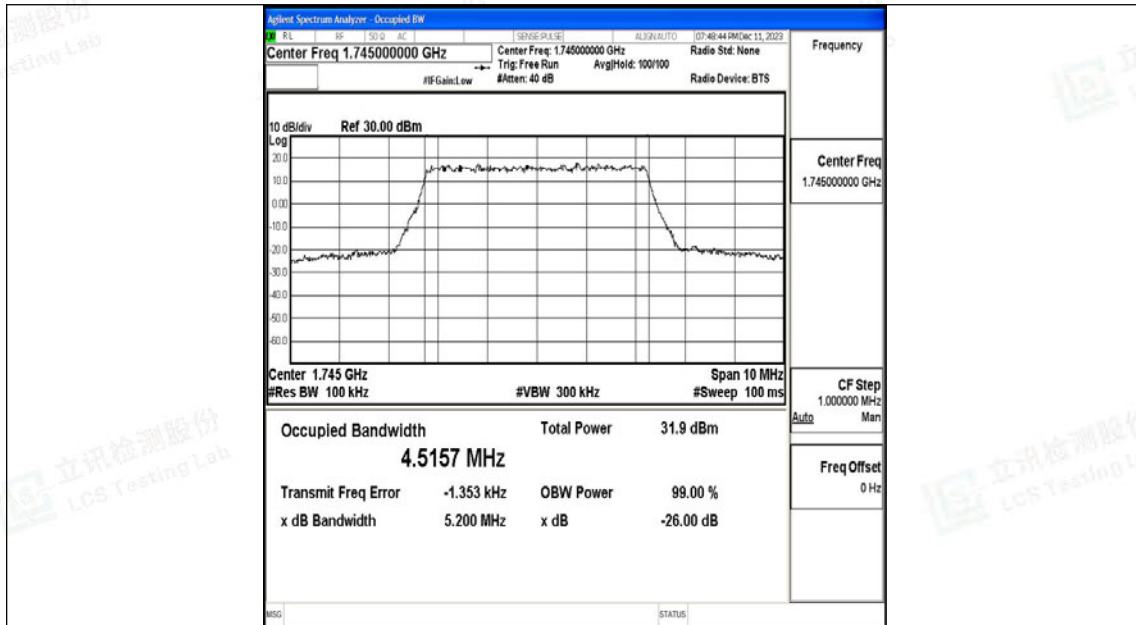 Agilent Spectrum Analyzer - Occupied BW
RL RF 50 Ω AC SENSE:PULSE ALIGNAUTO 07:48:44 PM Dec 11, 2023
Center Freq 1.745000000 GHz
Center Freq: 1.745000000 GHz
Radio Std: None
Trig: Free Run Avg|Hold: 100/100
#IFGain:Low
#Atten: 40 dB
Radio Device: BTS
10 dB/div Ref 30.00 dBm
Log
20.0
10.0
0.00
-10.0
-20.0
-30.0
-40.0
-50.0
-60.0
Center 1.745 GHz Span 10 MHz
#Res BW 100 kHz #VBW 300 kHz #Sweep 100 ms
Occupied Bandwidth Total Power 31.9 dBm
4.5157 MHz
Transmit Freq Error -1.353 kHz OBW Power 99.00 %
x dB Bandwidth 5.200 MHz x dB -26.00 dB
MSG STATUS
Frequency
Center Freq
1.745000000 GHz
CF Step
1.000000 MHz
Auto Man
Freq Offset
0 Hz
立讯检测股份
LCS Testing Lab
立讯检测股份